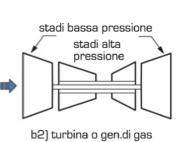 stadi bassa pressione
stadi alta
pressione
b2) turbina o gen.di gas